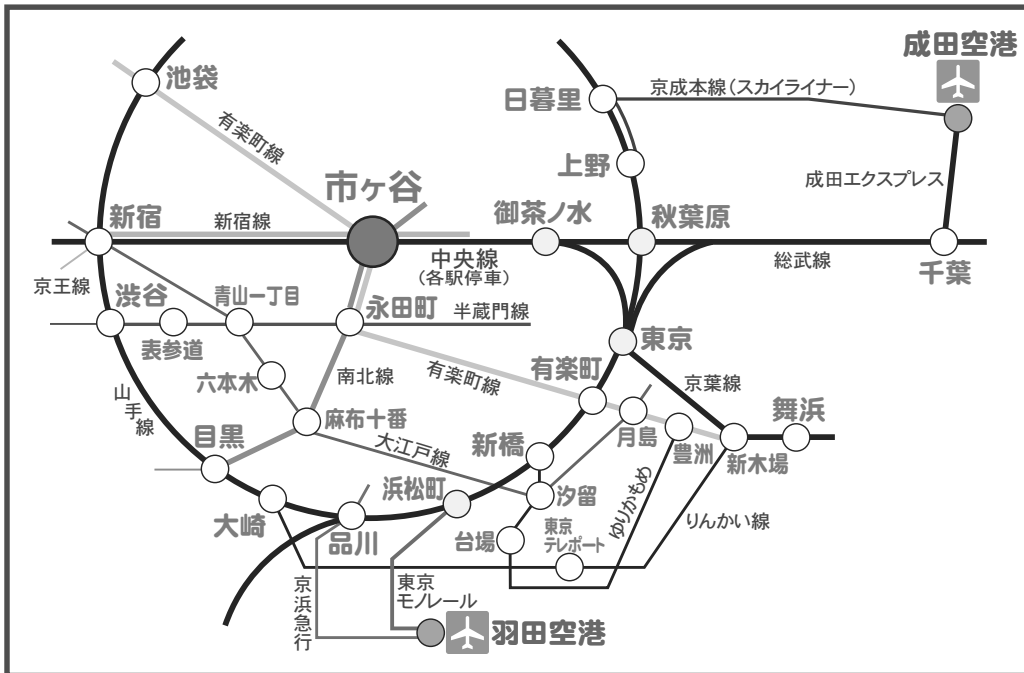 成田空港
池袋
日暮里
京成本線（スカイライナー）
有楽町線
上野
成田エクスプレス
市ヶ谷
新宿
新宿線
御茶ノ水
秋葉原
京王線
中央線
（各駅停車）
総武線
千葉
渋谷
青山一丁目
永田町
半蔵門線
表参道
東京
六本木
南北線
有楽町線
有楽町
京葉線
山手線
麻布十番
月島
舞浜
目黒
大江戸線
新橋
豊洲
新木場
浜松町
汐留
ゆりかもめ
大崎
品川
台場
東京
テレポート
りんかい線
京浜急行
東京
モノレール
羽田空港